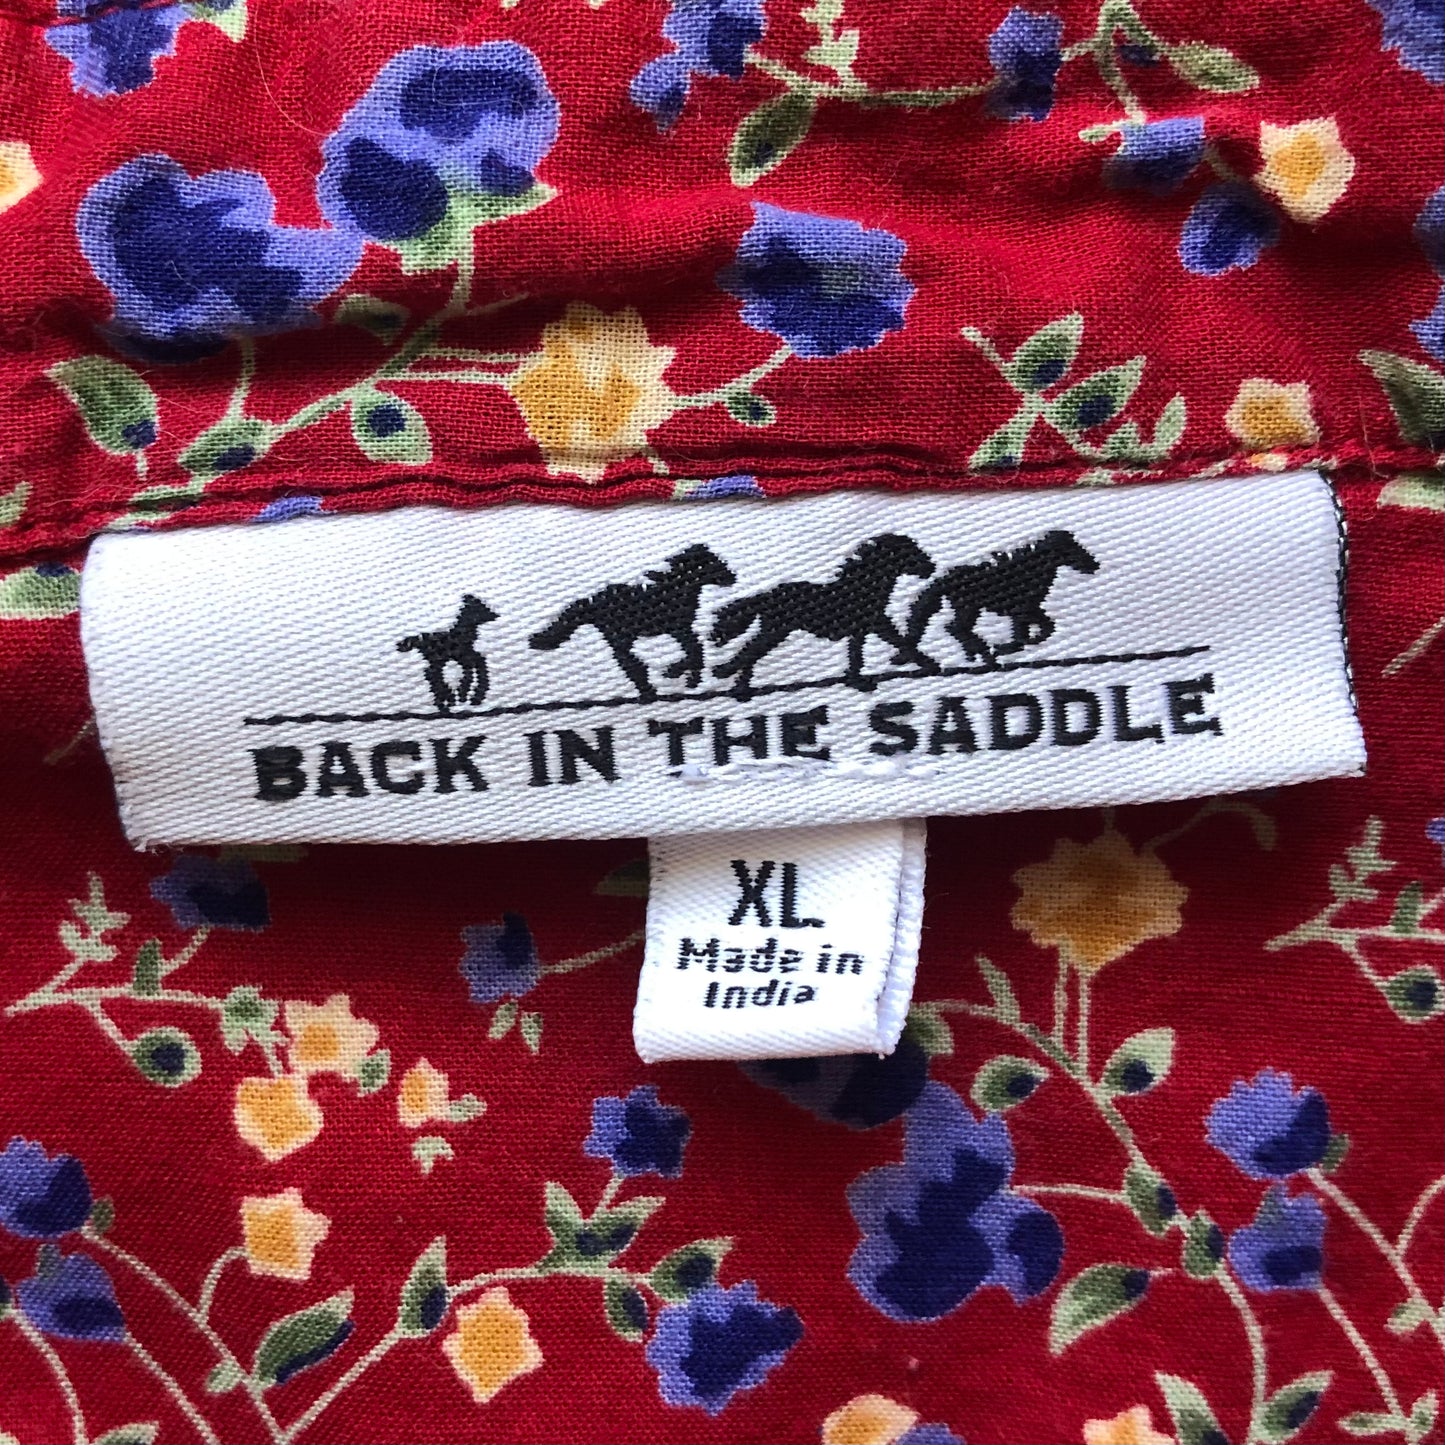 BACK IN THE SADDLE
XL
Made in
India